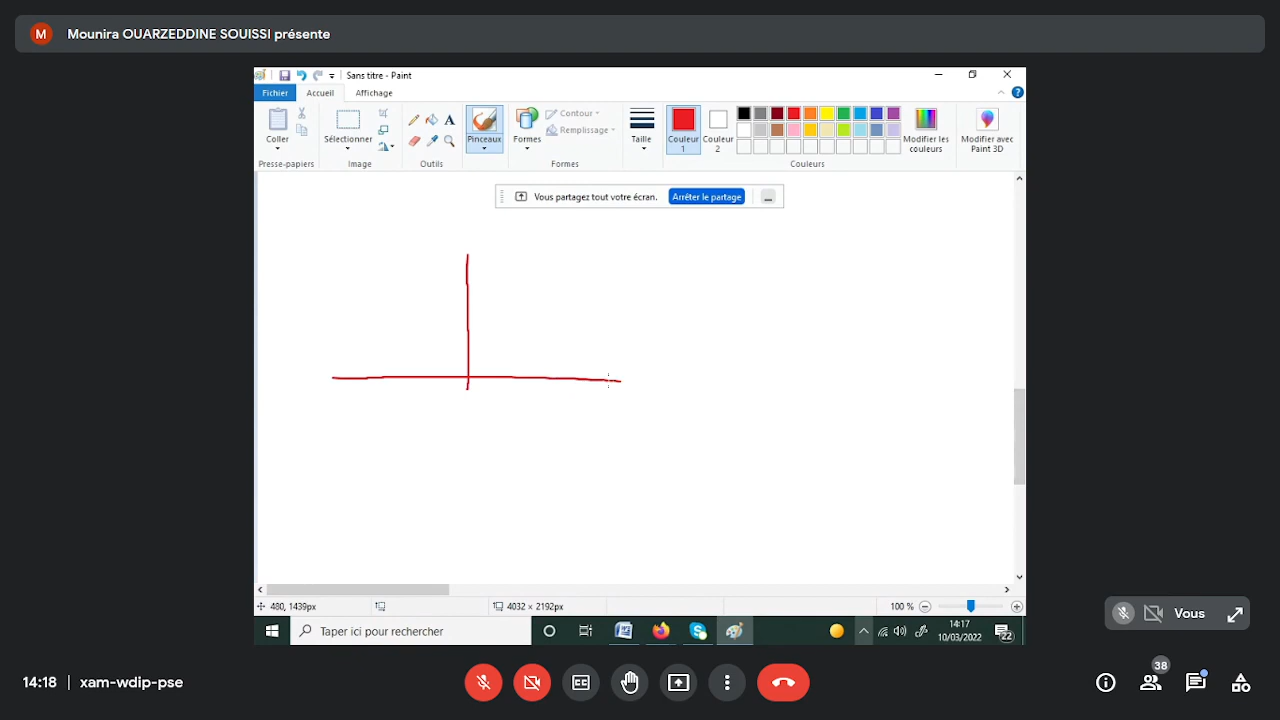 M Mounira OUARZEDDINE SOUISSI présente
Sans titre - Paint
Fichier Accueil Affichage
Coller
Sélectionner
Pinceaux
Formes
Contour
Remplissage
Taille
Couleur 1
Couleur 2
Modifier les couleurs
Modifier avec Paint 3D
Presse-papiers Image Outils Formes Couleurs
Vous partagez tout votre écran. Arrêter le partage
480, 1439px 4032 × 2192px 100 %
Taper ici pour rechercher
14:17
10/03/2022
22
Vous
14:18 | xam-wdip-pse
38